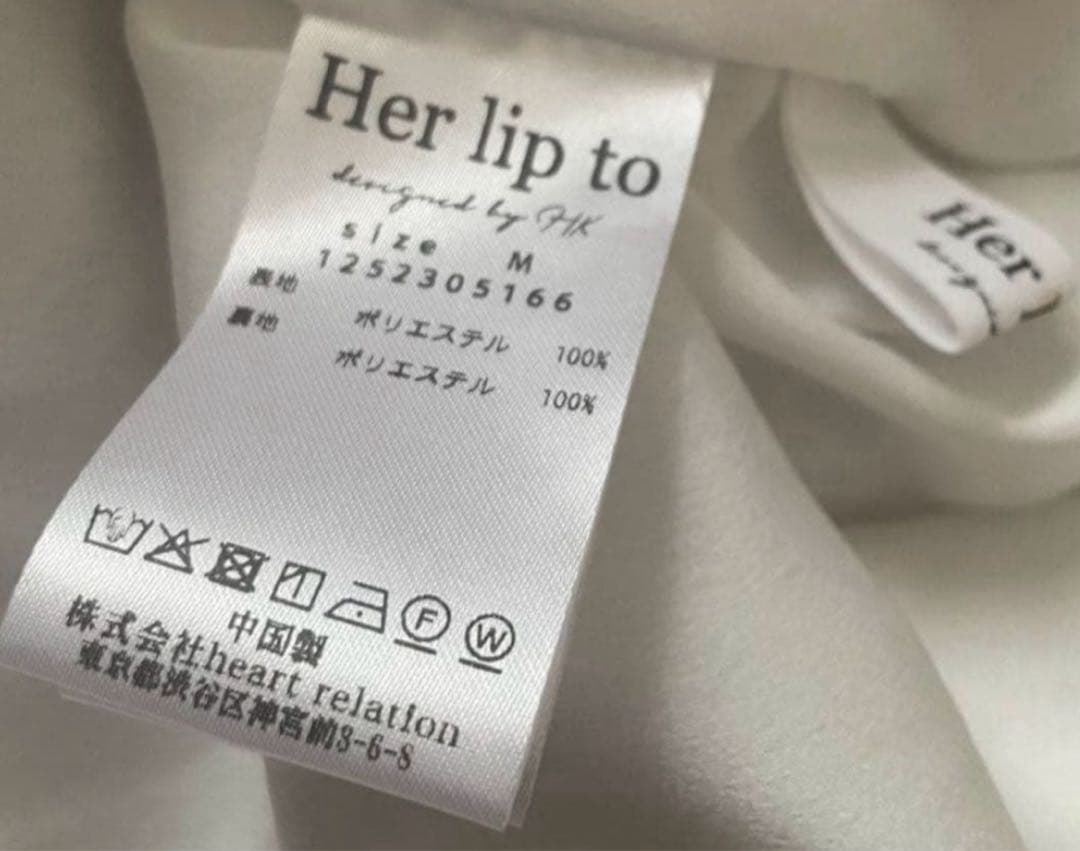 Her lip to
designed by HK
size M
1252305166
表地 ポリエステル 100%
裏地 ポリエステル 100%
F W
中国製
株式会社heart relation
東京都渋谷区神宮前3-6-8
Her